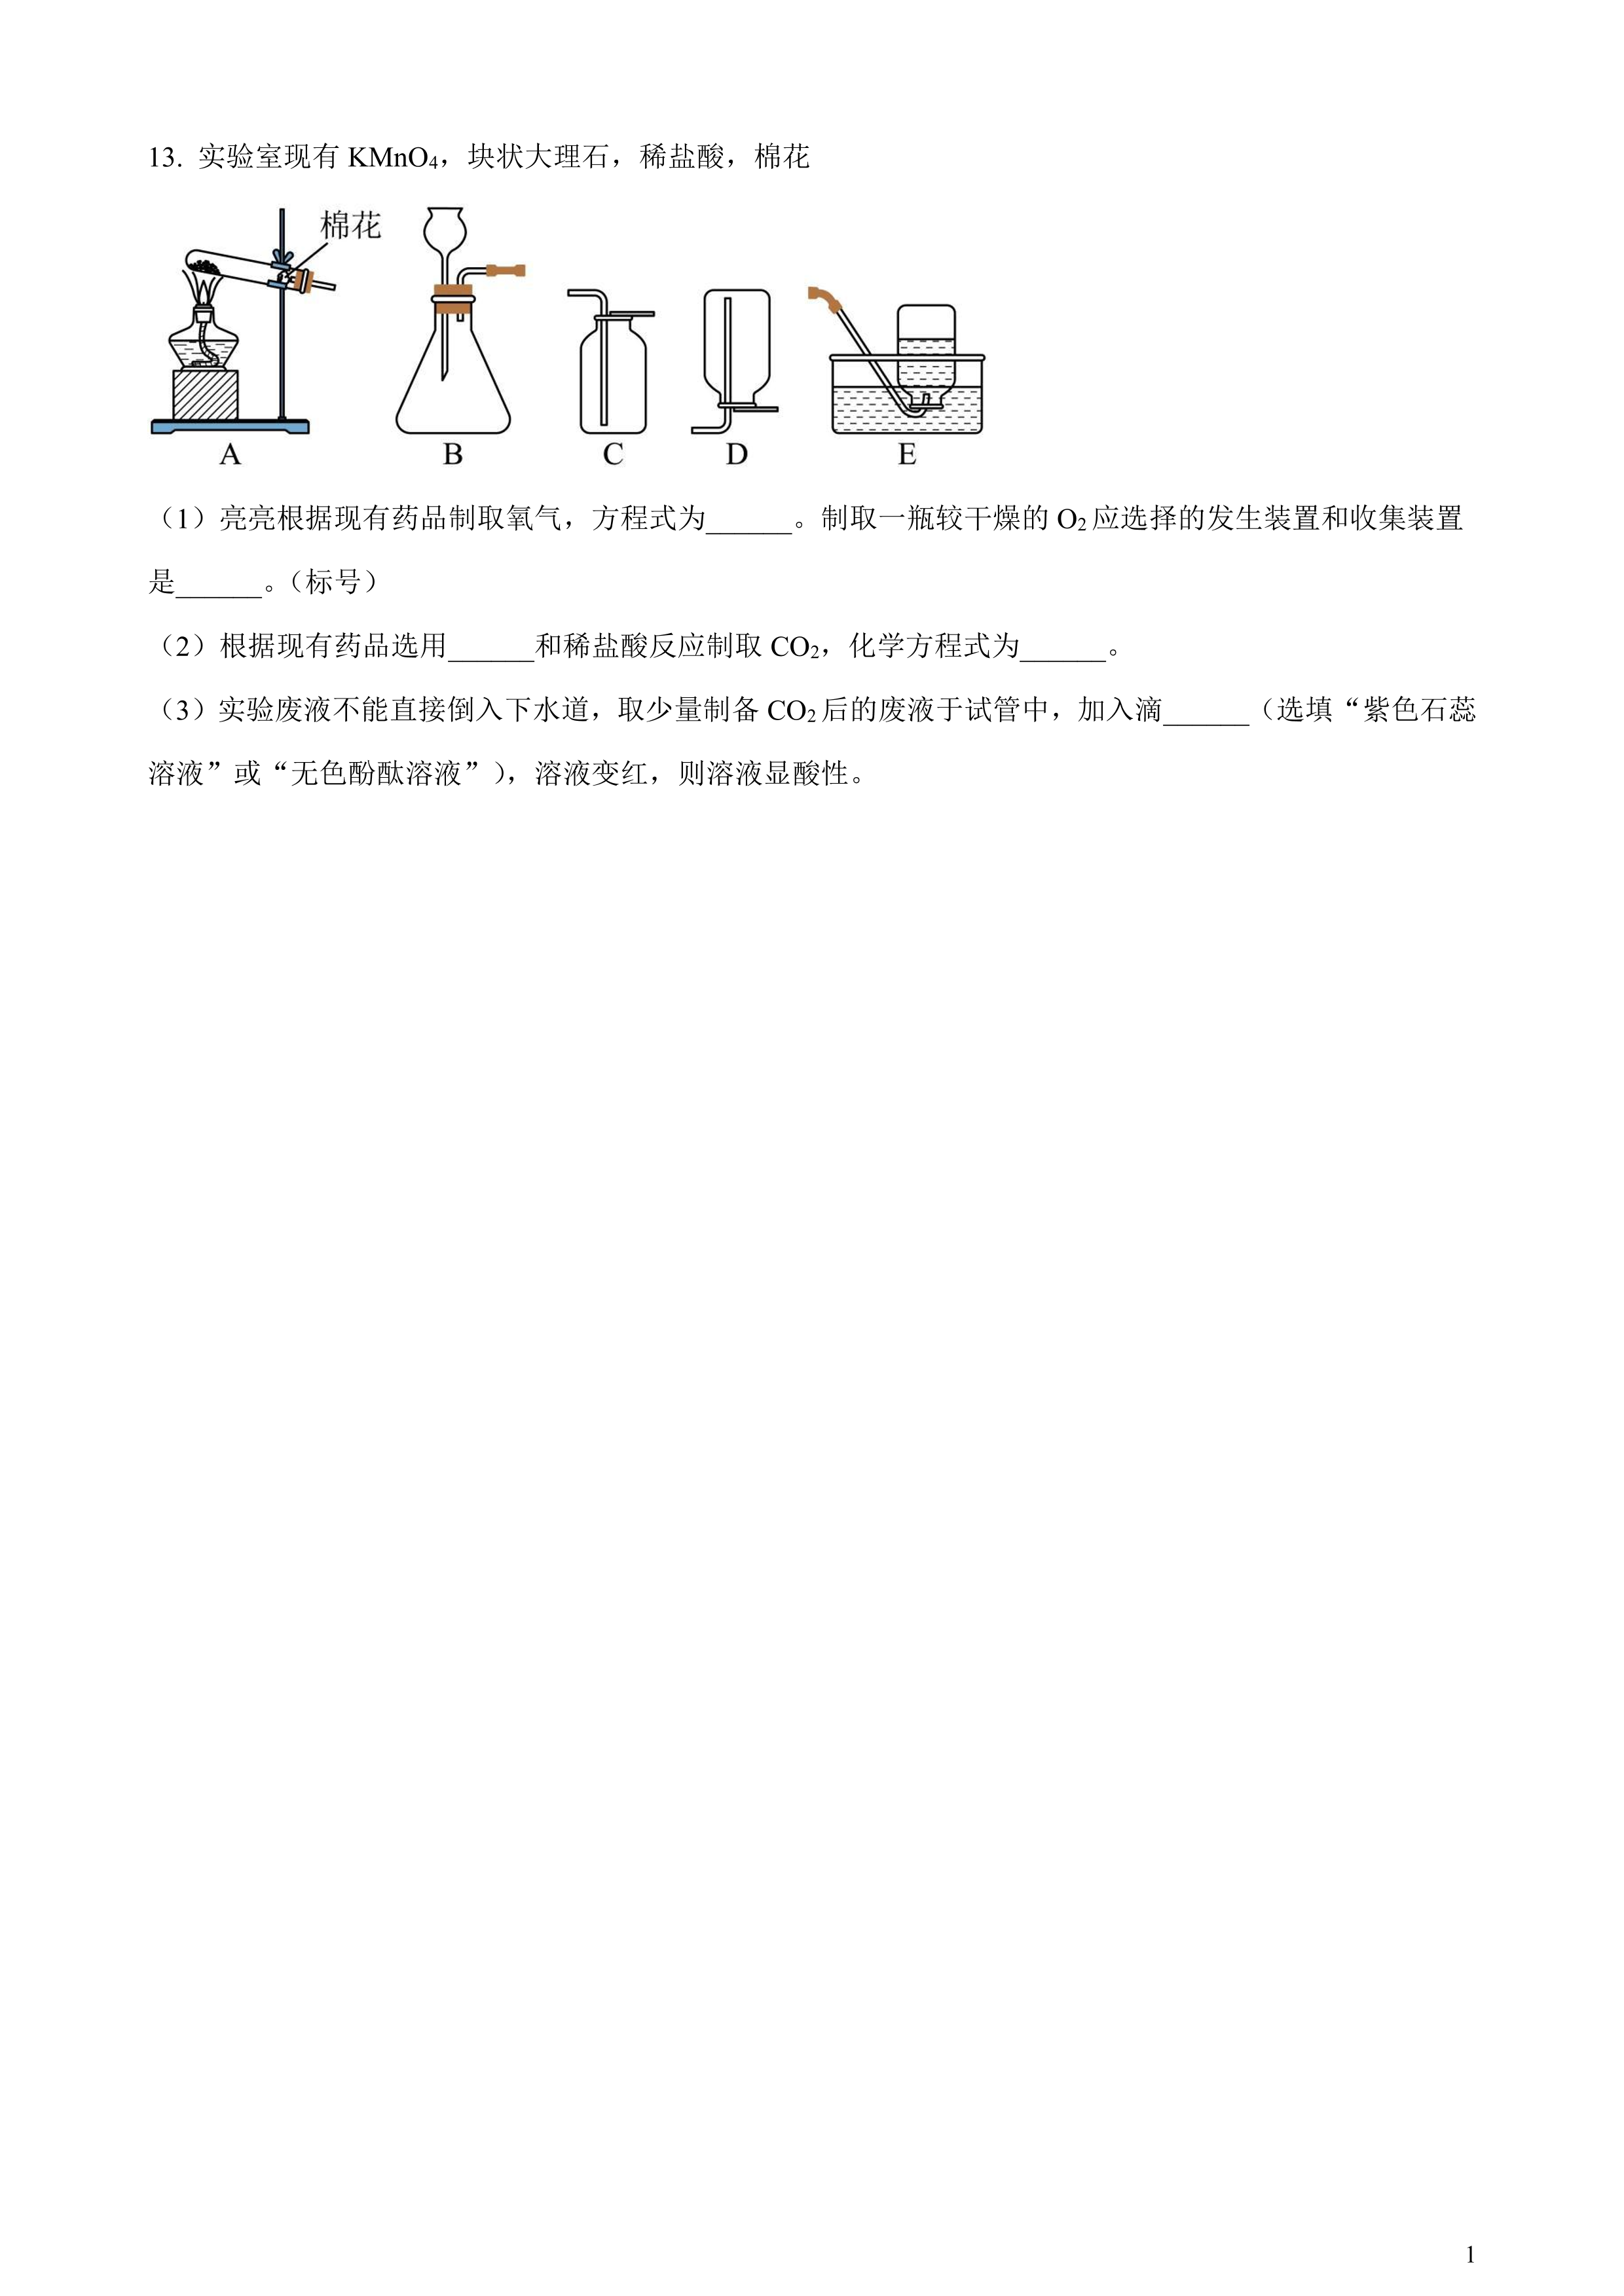 13. 实验室现有 KMnO₄，块状大理石，稀盐酸，棉花
棉花
A B C D E
（1）亮亮根据现有药品制取氧气，方程式为______。制取一瓶较干燥的 O₂应选择的发生装置和收集装置
是______。（标号）
（2）根据现有药品选用______和稀盐酸反应制取 CO₂，化学方程式为______。
（3）实验废液不能直接倒入下水道，取少量制备 CO₂后的废液于试管中，加入滴______（选填“紫色石蕊
溶液”或“无色酚酞溶液”），溶液变红，则溶液显酸性。
1